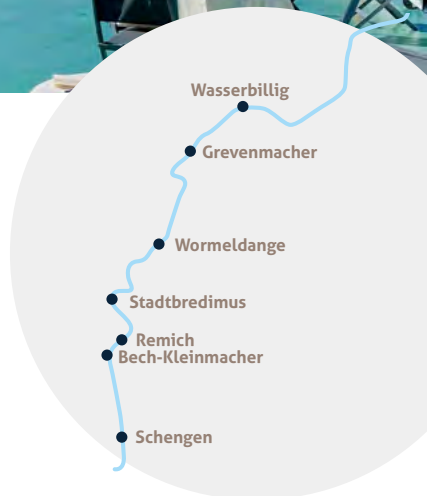 Wasserbillig
Grevenmacher
Wormeldange
Stadtbredimus
Remich
Bech-Kleinmacher
Schengen